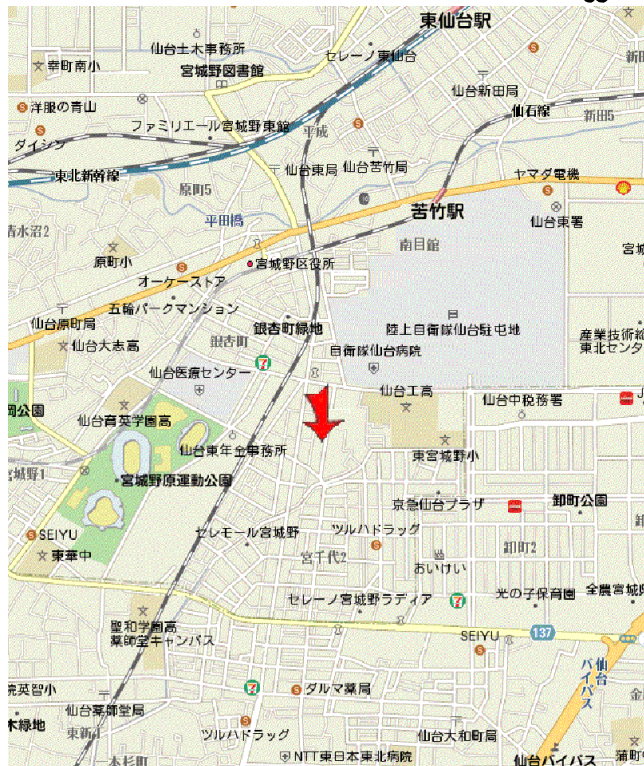 東仙台駅
仙台土木事務所
セレーノ東仙台
幸町南小
宮城野図書館
仙台新田局
洋服の青山
仙石線
新田5
ファミリエール宮城野東館
平成
ダイシン
仙台東局
仙台苦竹局
東北新幹線
ヤマダ電機
原町5
苦竹駅
平田橋
仙台東署
清水沼2
南目館
原町小
宮城野区役所
オーケーストア
五輪パークマンション
仙台原町局
銀杏町緑地
陸上自衛隊仙台駐屯地
仙台大志高
銀杏町
自衛隊仙台病院
東北センタ
仙台医療センター
仙台工高
仙台中税務署
岡公園
仙台育英学園高
仙台東年金事務所
東宮城野小
宮城野1
宮城野原運動公園
京急仙台プラザ
卸町公園
SEIYU
セレモール宮城野
ツルハドラッグ
東華中
宮千代2
おいけい
卸町2
光の子保育園
全農宮城県
セレーノ宮城野ラディア
聖和学園高
薬師堂キャンパス
SEIYU
137
仙台
バイパス
院英智小
ダルマ薬局
仙台薬師堂局
木緑地
ツルハドラッグ
仙台大和町局
木杉町
NTT東日本東北病院
仙台バイパス
蒲町